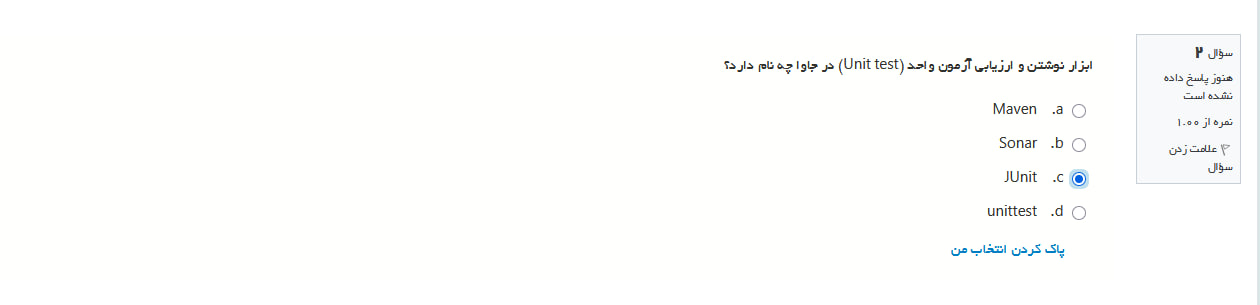 سؤال ۲
هنوز پاسخ داده
نشده است
نمره از ۱.۰۰
علامت زدن
سؤال
ابزار نوشتن و ارزیابی آزمون واحد (Unit test) در جاوا چه نام دارد؟
a. Maven
b. Sonar
c. JUnit
d. unittest
پاک کردن انتخاب من